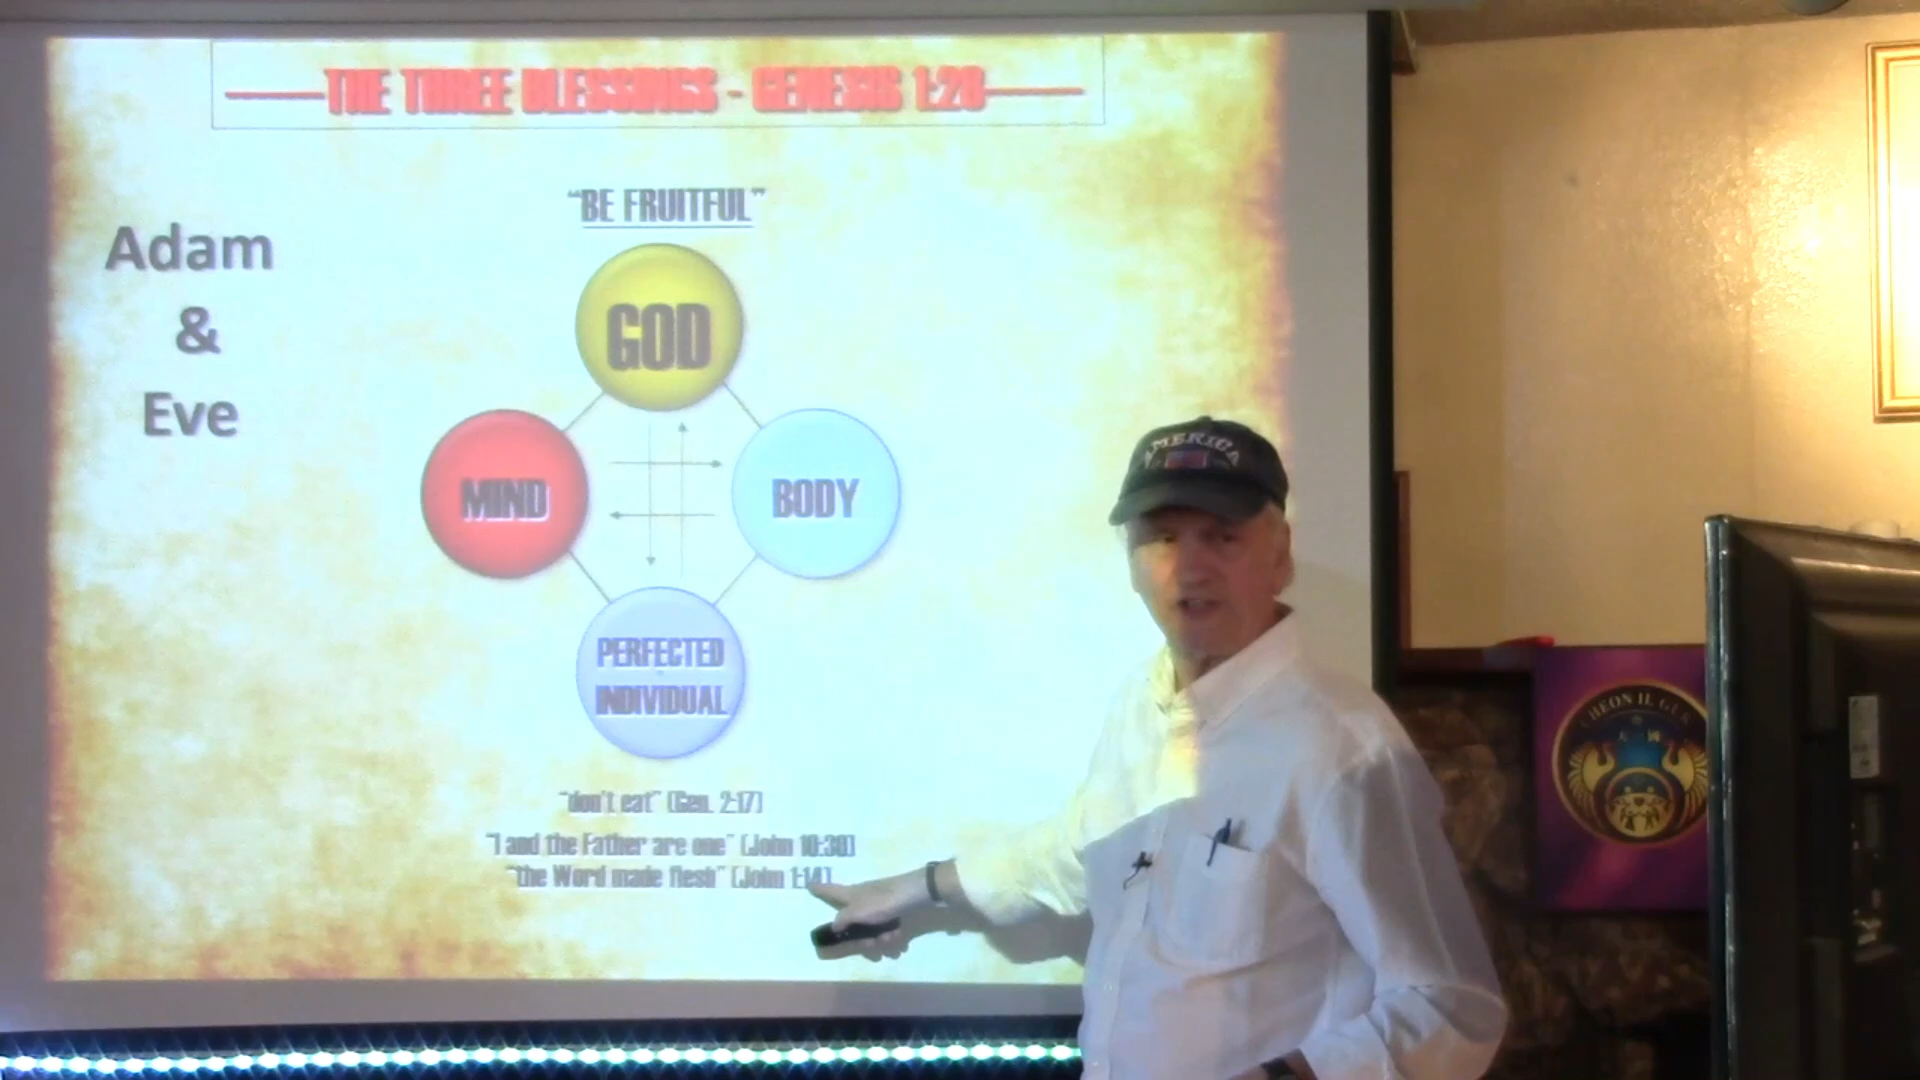 THE THREE BLESSINGS - GENESIS 1:28
"BE FRUITFUL"
Adam
&
Eve
GOD
MIND
BODY
PERFECTED
INDIVIDUAL
"don't eat" (Gen. 2:17)
"I and the Father are one" (John 10:30)
"the Word made flesh" (John 1:14)
AMERICA
CHEON IL GUK